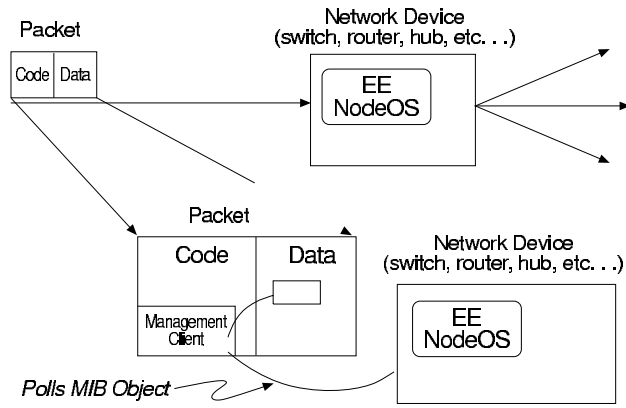 Packet
Code Data
Network Device
(switch, router, hub, etc. . . )
EE
NodeOS
Packet
Code
Data
Management
Client
Network Device
(switch, router, hub, etc. . . )
EE
NodeOS
Polls MIB Object